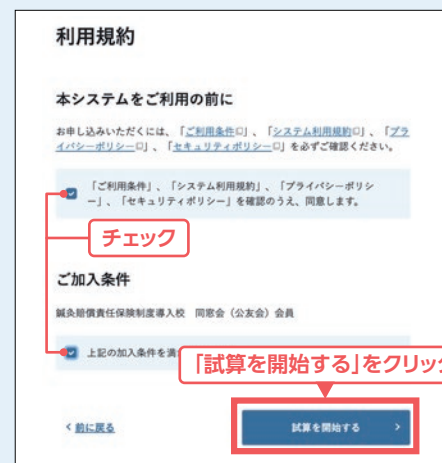 利用規約
本システムをご利用の前に
お申し込みいただくには、「ご利用条件」、「システム利用規約」、「プラ
イバシーポリシー」、「セキュリティポリシー」を必ずご確認ください。
「ご利用条件」、「システム利用規約」、「プライバシーポリシ
ー」、「セキュリティポリシー」を確認のうえ、同意します。
チェック
ご加入条件
鍼灸賠償責任保険制度導入校　同窓会（公友会）会員
上記の加入条件を満
「試算を開始する」をクリック
< 前に戻る
試算を開始する >